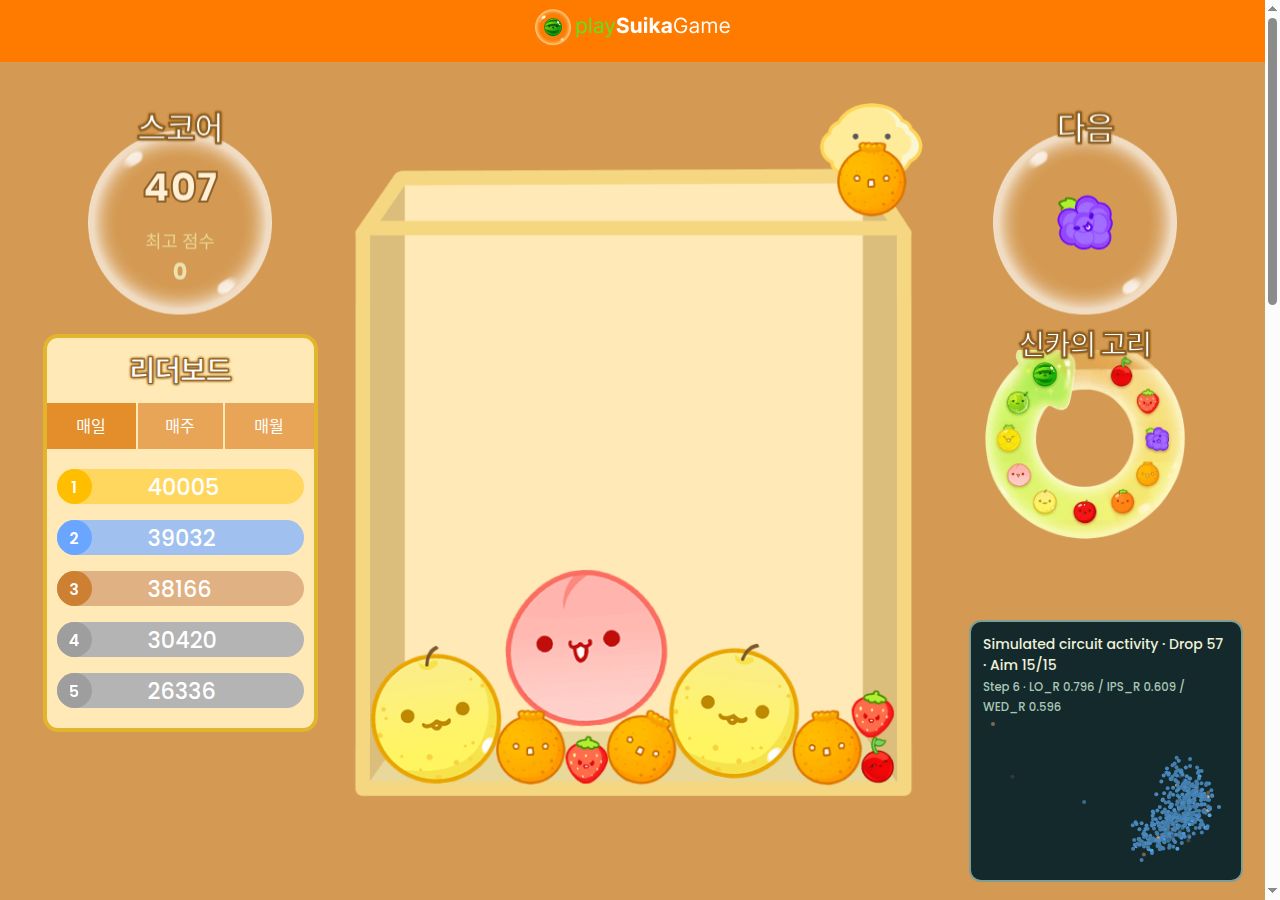 playSuikaGame
스코어
407
최고 점수
0
리더보드
매일
매주
매월
1 40005
2 39032
3 38166
4 30420
5 26336
다음
신카의 고리
Simulated circuit activity · Drop 57
· Aim 15/15
Step 6 · LO_R 0.796 / IPS_R 0.609 /
WED_R 0.596